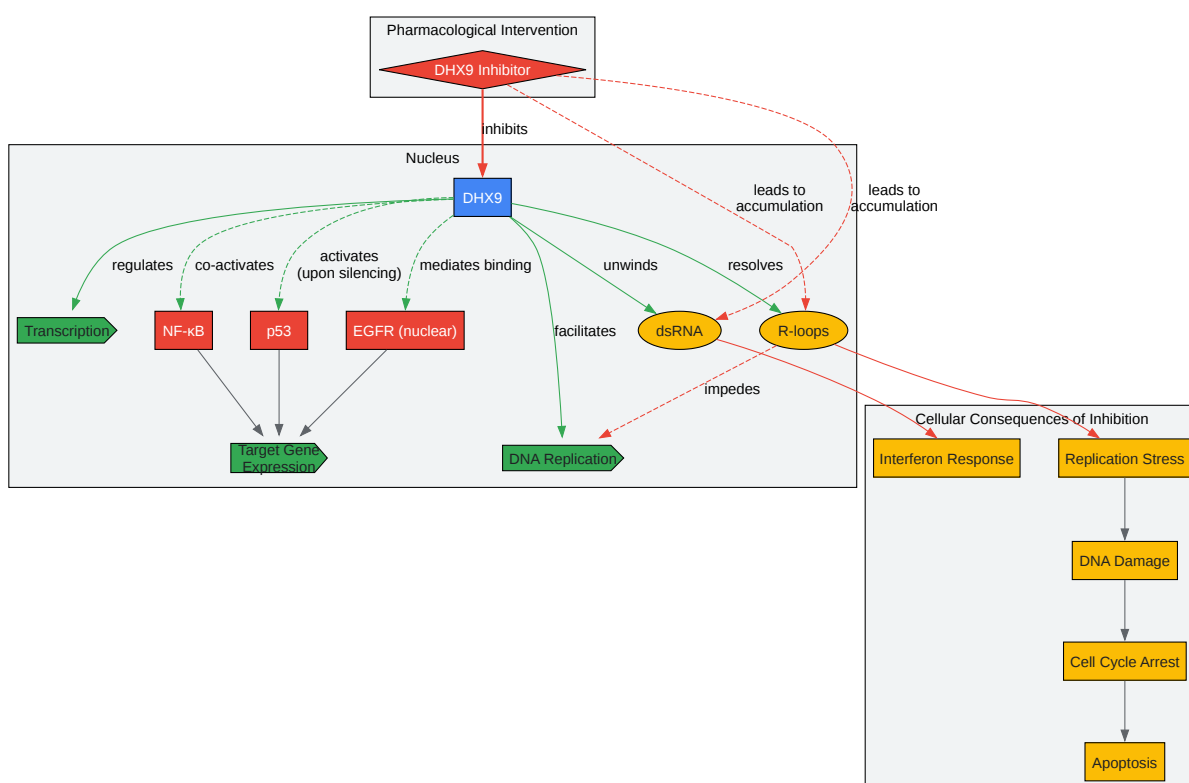 Pharmacological Intervention
DHX9 Inhibitor
inhibits
Nucleus
DHX9
leads to
accumulation
leads to
accumulation
regulates
co-activates
activates
(upon silencing)
mediates binding
unwinds
resolves
Transcription
NF-κB
p53
EGFR (nuclear)
facilitates
dsRNA
R-loops
impedes
Target Gene
Expression
DNA Replication
Cellular Consequences of Inhibition
Interferon Response
Replication Stress
DNA Damage
Cell Cycle Arrest
Apoptosis